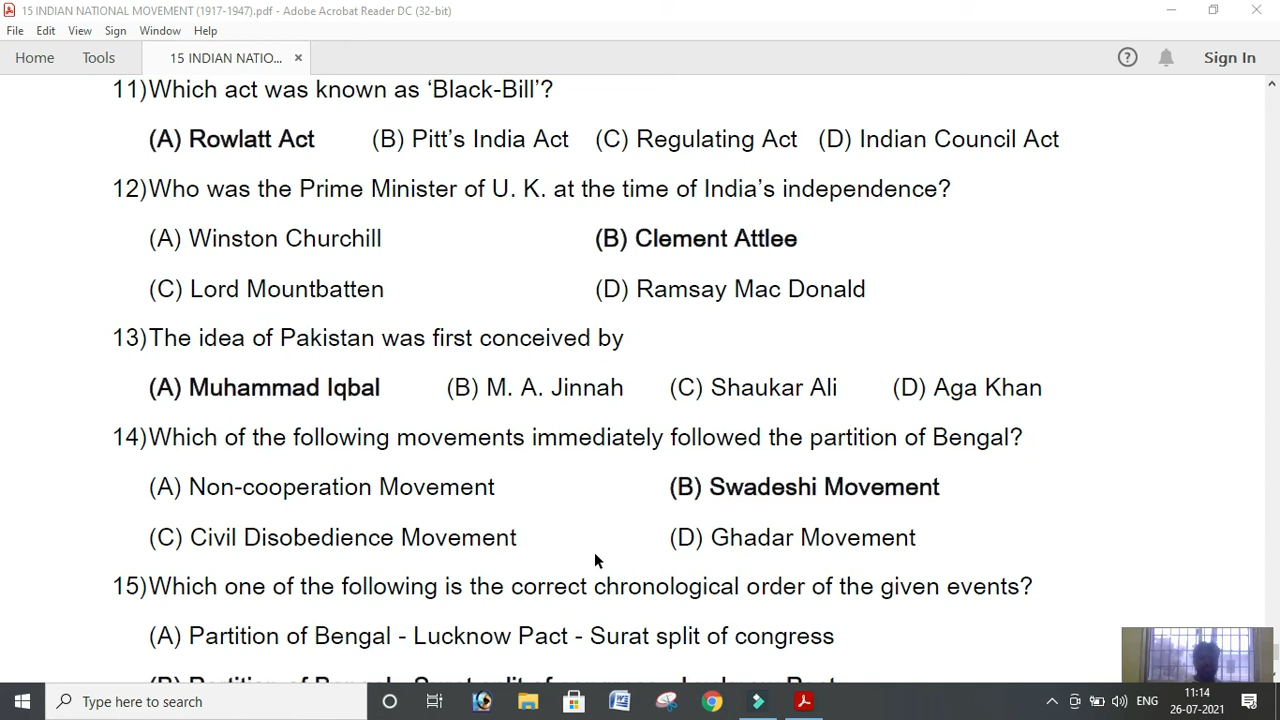 15 INDIAN NATIONAL MOVEMENT (1917-1947).pdf - Adobe Acrobat Reader DC (32-bit)
File Edit View Sign Window Help
Home Tools 15 INDIAN NATIO... × Sign In
11)Which act was known as ‘Black-Bill’?
(A) Rowlatt Act (B) Pitt’s India Act (C) Regulating Act (D) Indian Council Act
12)Who was the Prime Minister of U. K. at the time of India’s independence?
(A) Winston Churchill (B) Clement Attlee
(C) Lord Mountbatten (D) Ramsay Mac Donald
13)The idea of Pakistan was first conceived by
(A) Muhammad Iqbal (B) M. A. Jinnah (C) Shaukar Ali (D) Aga Khan
14)Which of the following movements immediately followed the partition of Bengal?
(A) Non-cooperation Movement (B) Swadeshi Movement
(C) Civil Disobedience Movement (D) Ghadar Movement
15)Which one of the following is the correct chronological order of the given events?
(A) Partition of Bengal - Lucknow Pact - Surat split of congress
Type here to search ENG 11:14
26-07-2021